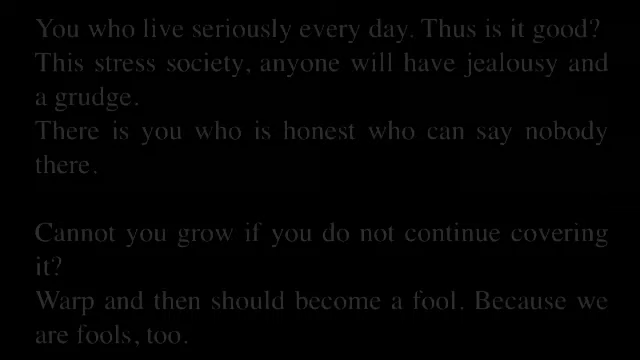 You who live seriously every day. Thus is it good?
This stress society, anyone will have jealousy and
a grudge.
There is you who is honest who can say nobody
there.
Cannot you grow if you do not continue covering
it?
Warp and then should become a fool. Because we
are fools, too.